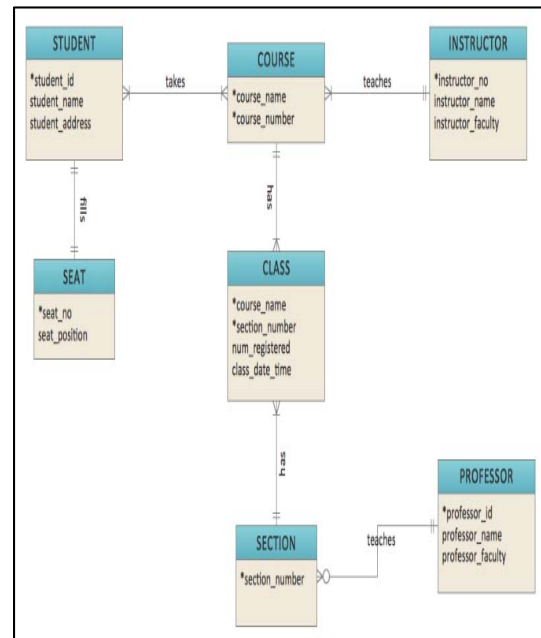 STUDENT
*student_id
student_name
student_address
takes
COURSE
*course_name
*course_number
teaches
INSTRUCTOR
*instructor_no
instructor_name
instructor_faculty
fills
has
SEAT
*seat_no
seat_position
CLASS
*course_name
*section_number
num_registered
class_date_time
has
SECTION
*section_number
teaches
PROFESSOR
*professor_id
professor_name
professor_faculty